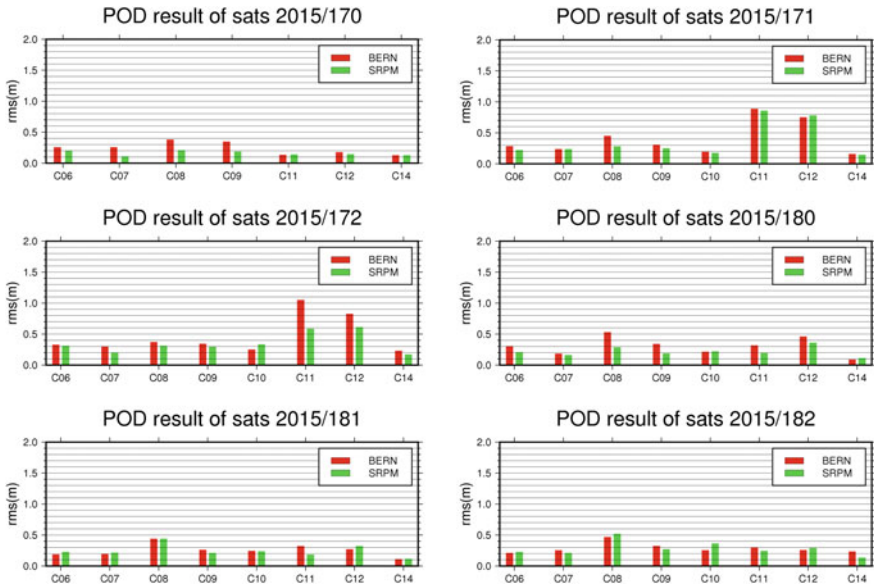 POD result of sats 2015/170
2.0
1.5
1.0
0.5
0.0
rms(m)
BERN
SRPM
C06 C07 C08 C09 C11 C12 C14
POD result of sats 2015/171
2.0
1.5
1.0
0.5
0.0
BERN
SRPM
C06 C07 C08 C09 C10 C11 C12 C14
POD result of sats 2015/172
2.0
1.5
1.0
0.5
0.0
rms(m)
BERN
SRPM
C06 C07 C08 C09 C10 C11 C12 C14
POD result of sats 2015/180
2.0
1.5
1.0
0.5
0.0
BERN
SRPM
C06 C07 C08 C09 C10 C11 C12 C14
POD result of sats 2015/181
2.0
1.5
1.0
0.5
0.0
rms(m)
BERN
SRPM
C06 C07 C08 C09 C10 C11 C12 C14
POD result of sats 2015/182
2.0
1.5
1.0
0.5
0.0
BERN
SRPM
C06 C07 C08 C09 C10 C11 C12 C14